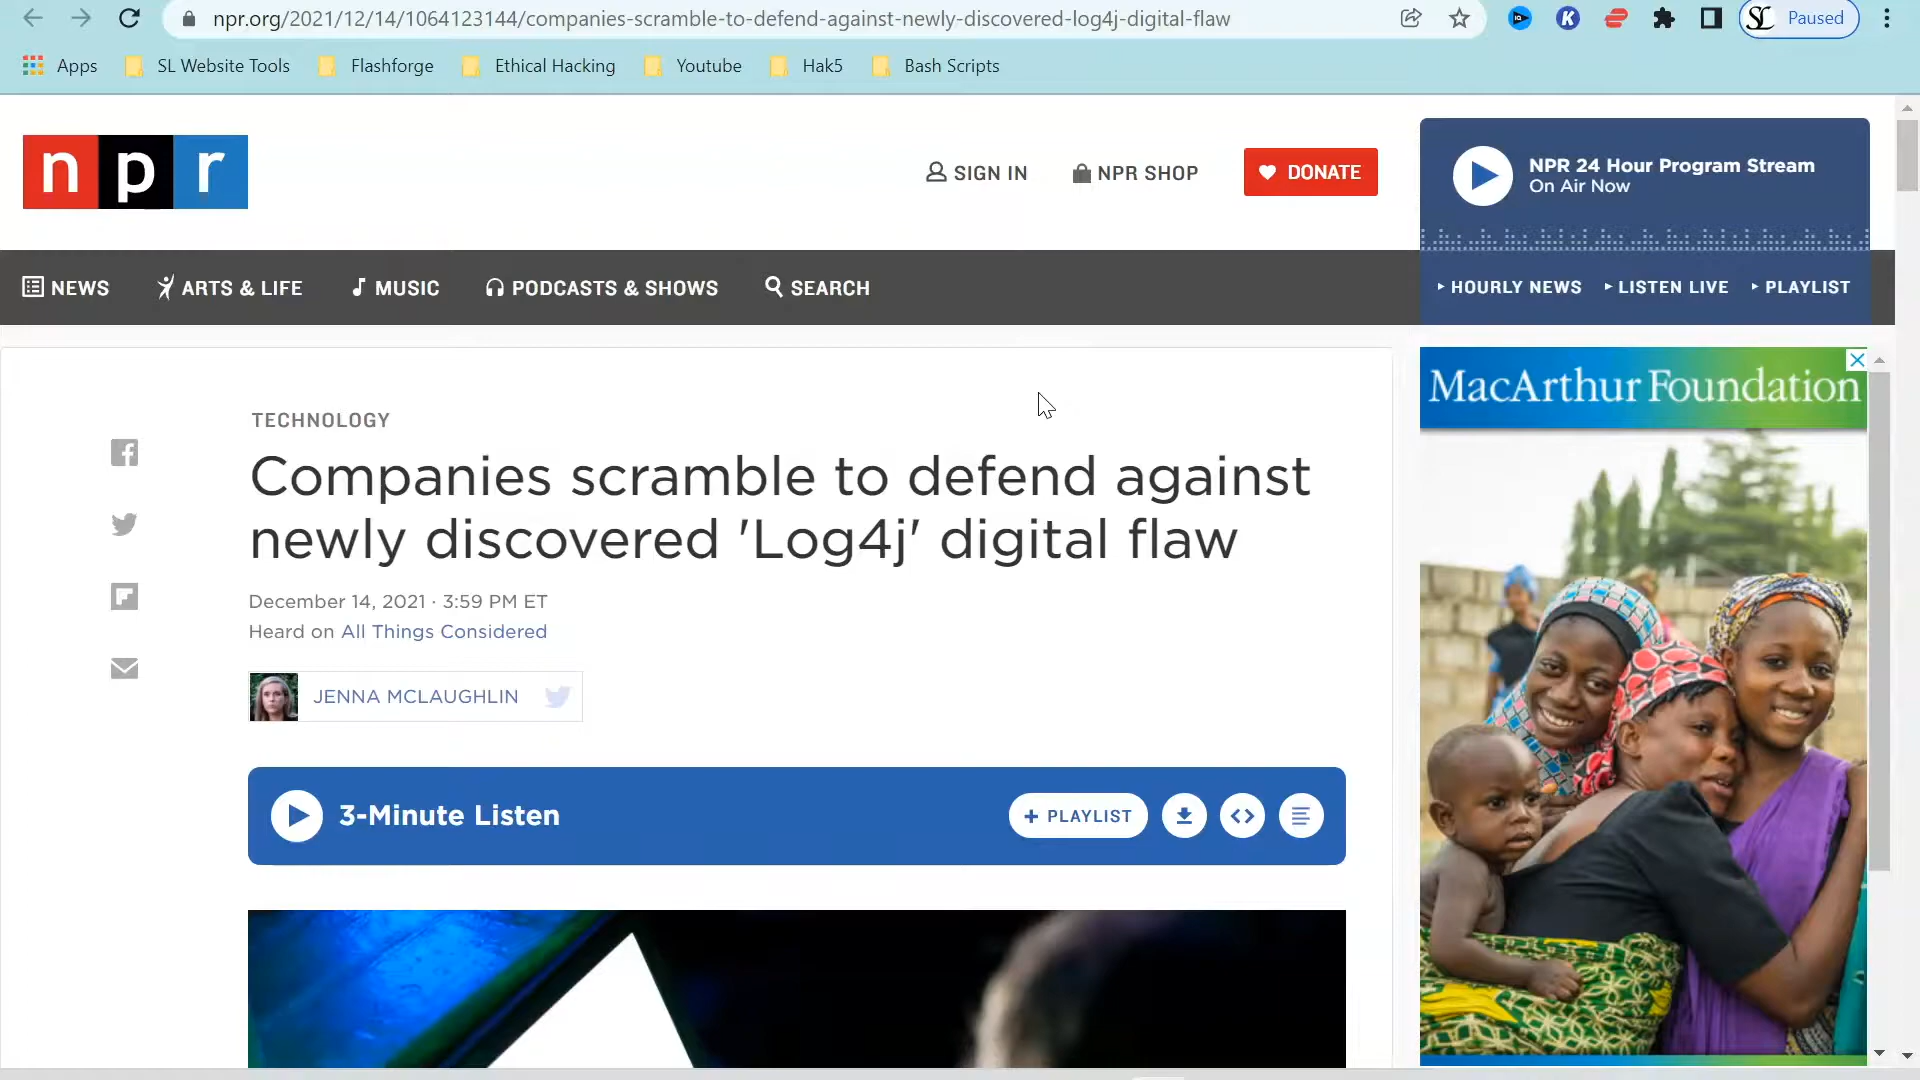 npr.org/2021/12/14/1064123144/companies-scramble-to-defend-against-newly-discovered-log4j-digital-flaw
Paused
Apps
SL Website Tools
Flashforge
Ethical Hacking
Youtube
Hak5
Bash Scripts
npr
SIGN IN
NPR SHOP
DONATE
NPR 24 Hour Program Stream
On Air Now
NEWS
ARTS & LIFE
MUSIC
PODCASTS & SHOWS
SEARCH
HOURLY NEWS
LISTEN LIVE
PLAYLIST
MacArthur Foundation
TECHNOLOGY
Companies scramble to defend against
newly discovered 'Log4j' digital flaw
December 14, 2021 · 3:59 PM ET
Heard on All Things Considered
JENNA MCLAUGHLIN
3-Minute Listen
+ PLAYLIST